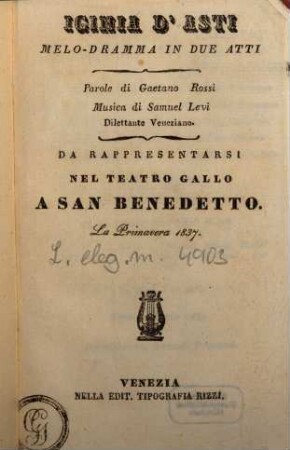 IGINIA D' ASTI
MELO-DRAMMA IN DUE ATTI
Parole di Gaetano Rossi
Musica di Samuel Levi
Dilettante Veneziano.
DA RAPPRESENTARSI
NEL TEATRO GALLO
A SAN BENEDETTO.
La Primavera 1837.
L. eleg. m. 4903
VENEZIA
NELLA EDIT. TIPOGRAFIA RIZZI.